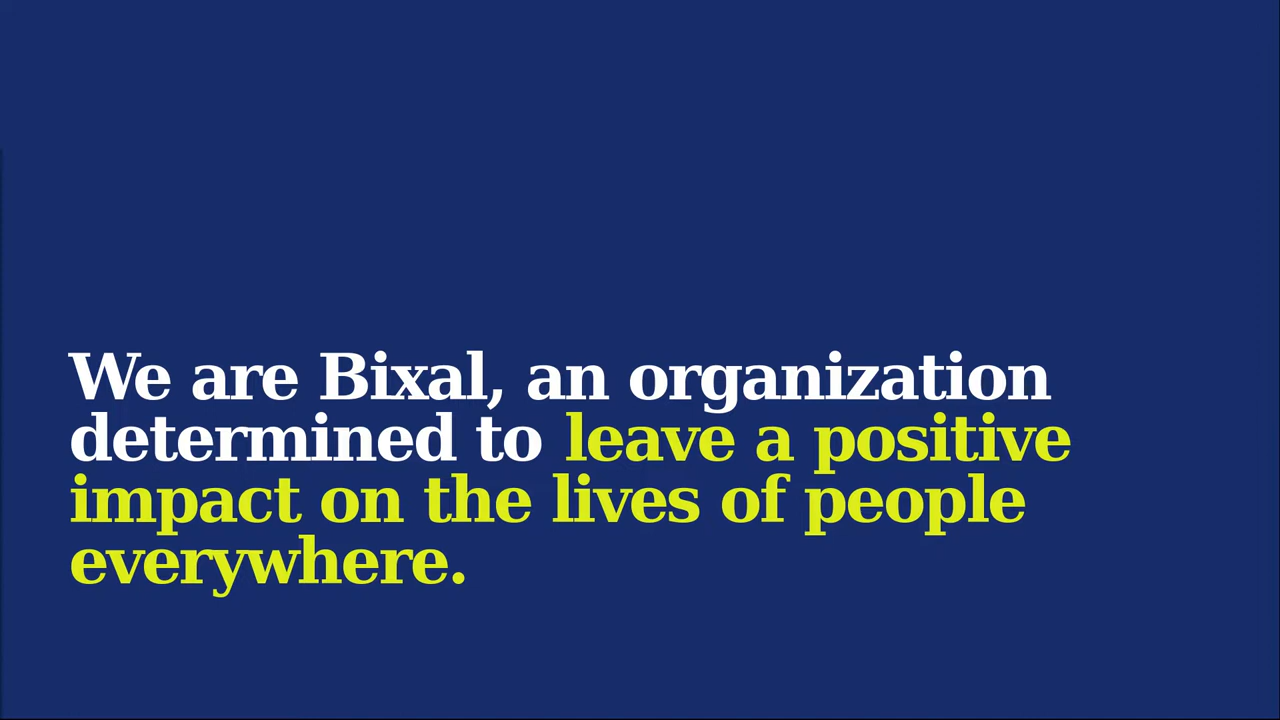 We are Bixal, an organization
determined to leave a positive
impact on the lives of people
everywhere.